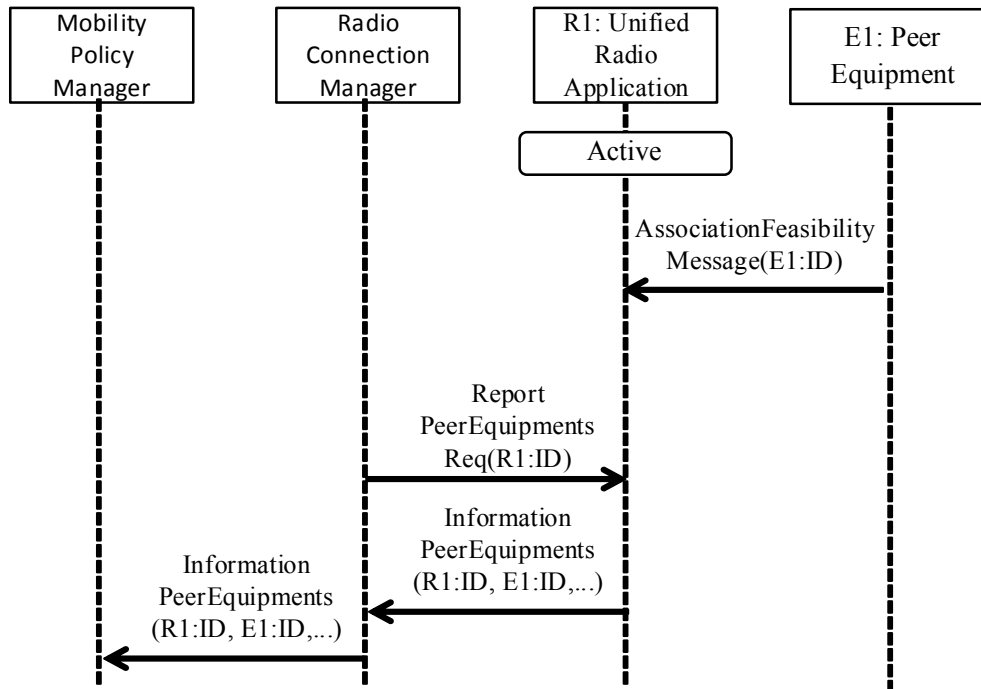 Mobility
Policy
Manager
Radio
Connection
Manager
R1: Unified
Radio
Application
E1: Peer
Equipment
Active
AssociationFeasibility
Message(E1:ID)
Report
PeerEquipments
Req(R1:ID)
Information
PeerEquipments
(R1:ID, E1:ID,...)
Information
PeerEquipments
(R1:ID, E1:ID,...)